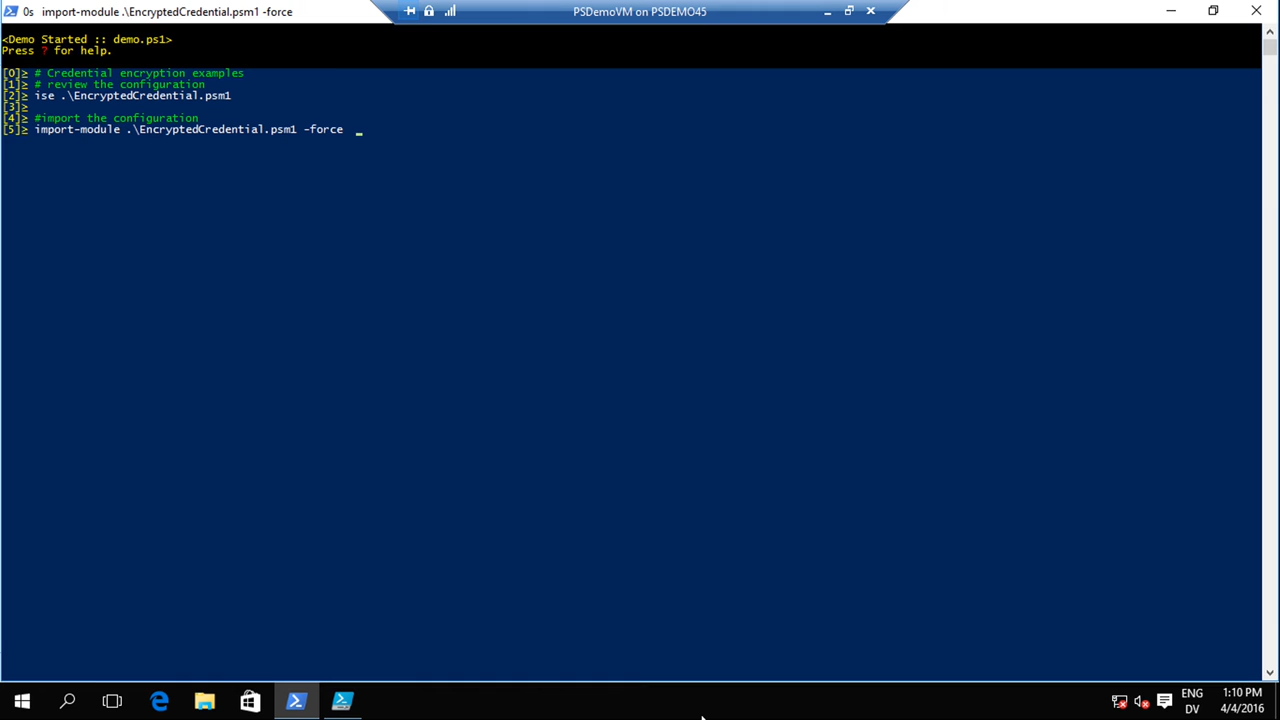 0s import-module .\EncryptedCredential.psm1 -force
PSDemoVM on PSDEMO45
<Demo Started :: demo.ps1>
Press ? for help.
[0]> # Credential encryption examples
[1]> # review the configuration
[2]> ise .\EncryptedCredential.psm1
[3]>
[4]> #import the configuration
[5]> import-module .\EncryptedCredential.psm1 -force _
ENG
DV
1:10 PM
4/4/2016